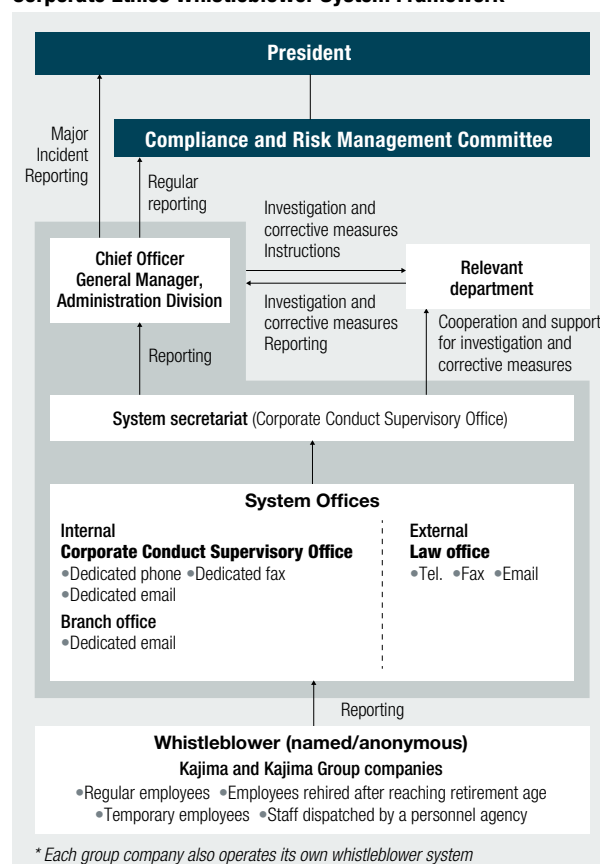 President
Major
Incident
Reporting
Compliance and Risk Management Committee
Regular
reporting
Investigation and
corrective measures
Instructions
Chief Officer
General Manager,
Administration Division
Relevant
department
Investigation and
corrective measures
Reporting
Cooperation and support
for investigation and
corrective measures
Reporting
System secretariat (Corporate Conduct Supervisory Office)
System Offices
Internal
Corporate Conduct Supervisory Office
•Dedicated phone •Dedicated fax
•Dedicated email
Branch office
•Dedicated email
External
Law office
•Tel. •Fax •Email
Reporting
Whistleblower (named/anonymous)
Kajima and Kajima Group companies
•Regular employees •Employees rehired after reaching retirement age
•Temporary employees •Staff dispatched by a personnel agency
* Each group company also operates its own whistleblower system